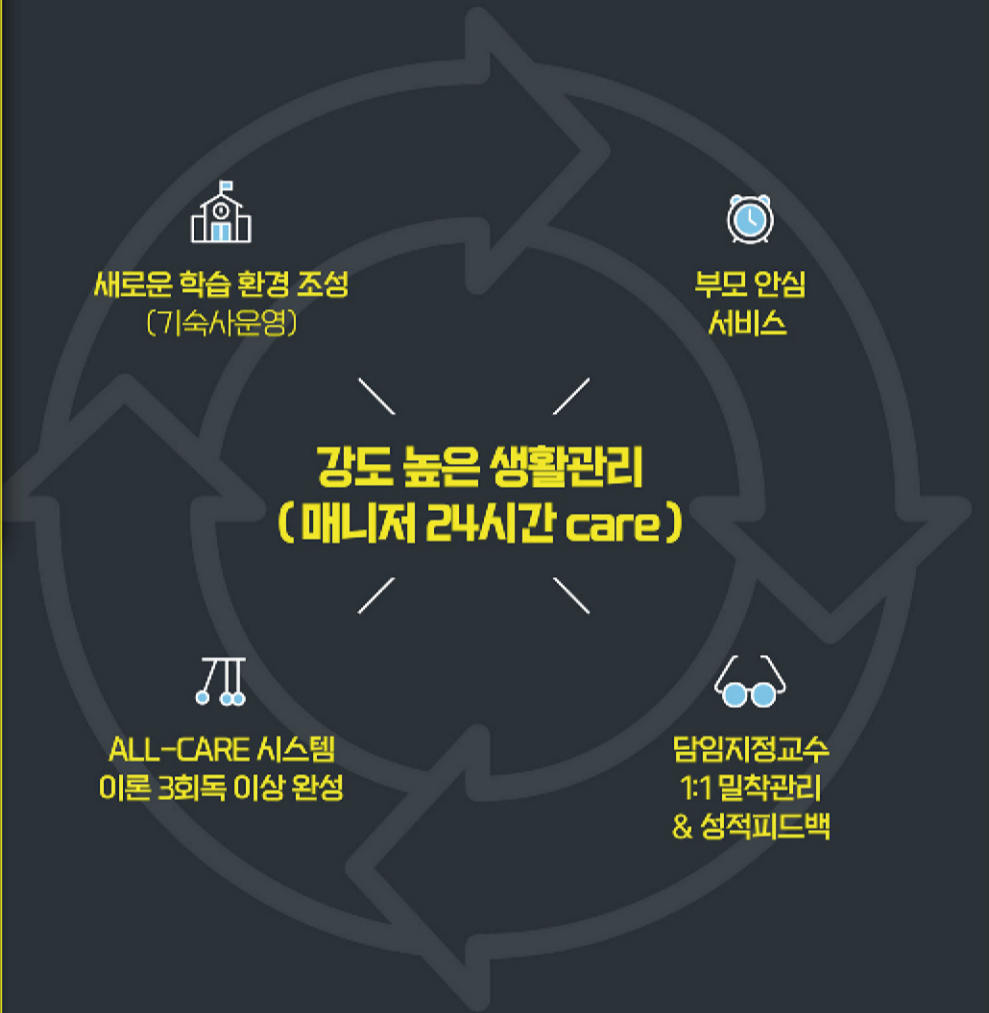 새로운 학습 환경 조성
(기숙사운영)
부모 안심
서비스
강도 높은 생활관리
( 매니저 24시간 care )
ALL-CARE 시스템
이론 3회독 이상 완성
담임지정교수
1:1 밀착관리
& 성적피드백